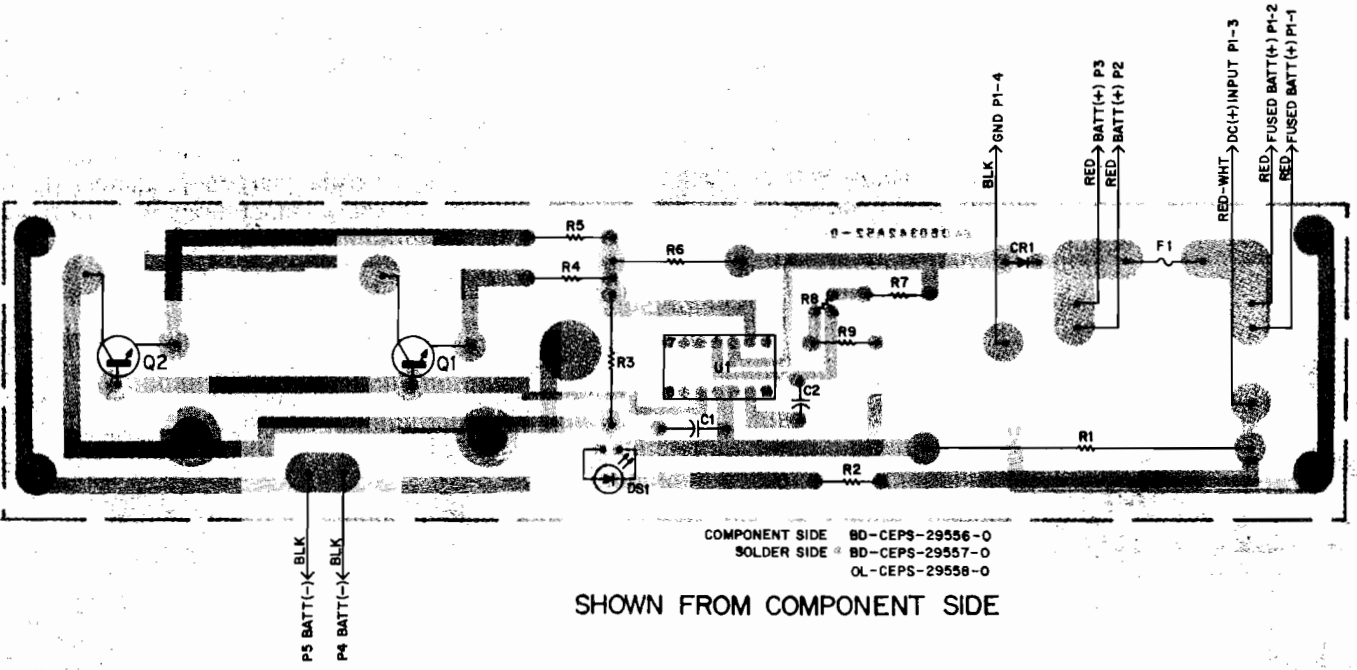 BLK GND P1-4
RED BATT(+) P3
RED BATT(+) P2
RED-WHT DC(+) INPUT P1-3
RED FUSED BATT(+) P1-2
RED FUSED BATT(+) P1-1
R5
R6
R4
CR1
F1
R7
R8
R9
Q2
Q1
R3
U1
C2
C1
R1
R2
DS1
P5 BATT(-) BLK
P4 BATT(-) BLK
COMPONENT SIDE BD-CEPS-29556-0
SOLDER SIDE BD-CEPS-29557-0
OL-CEPS-29558-0
SHOWN FROM COMPONENT SIDE